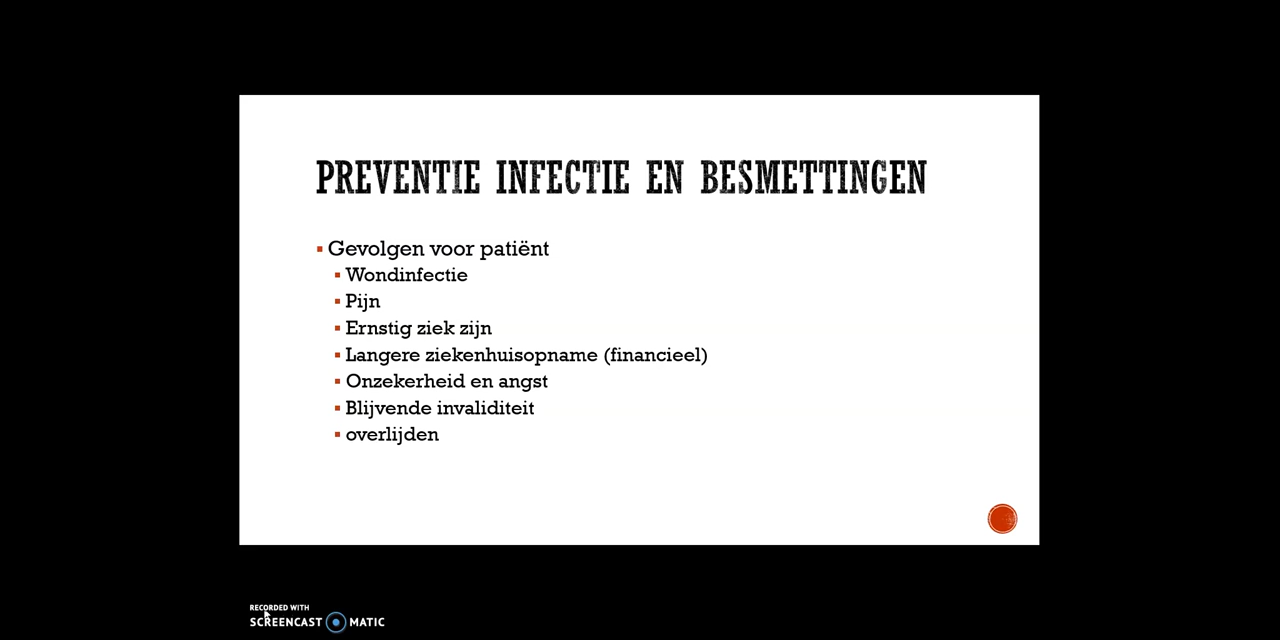 PREVENTIE INFECTIE EN BESMETTINGEN
Gevolgen voor patiënt
Wondinfectie
Pijn
Ernstig ziek zijn
Langere ziekenhuisopname (financieel)
Onzekerheid en angst
Blijvende invaliditeit
overlijden
RECORDED WITH
SCREENCAST MATIC